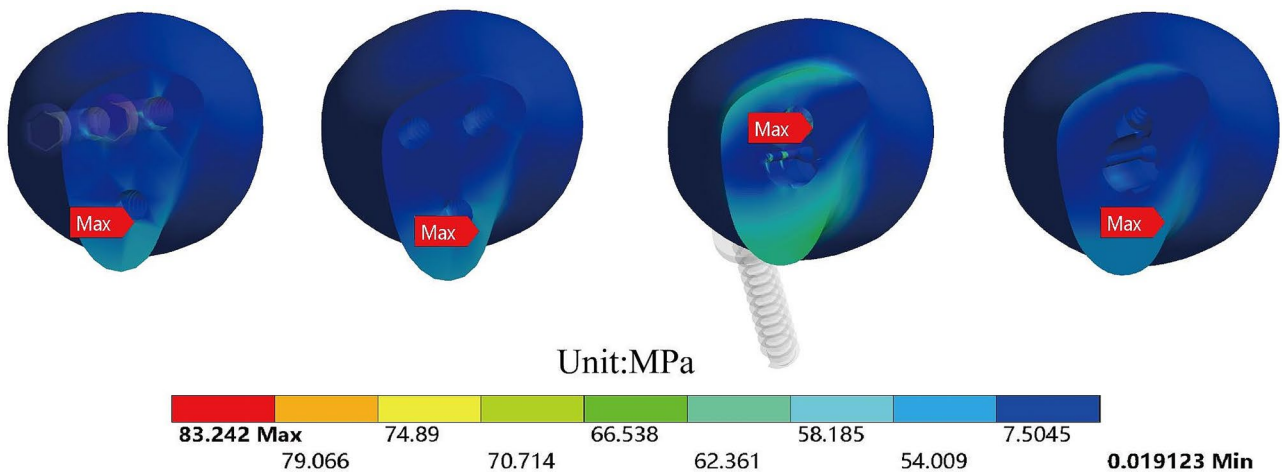 Max
Max
Max
Max
Unit:MPa
83.242 Max 74.89 66.538 58.185 7.5045
79.066 70.714 62.361 54.009 0.019123 Min